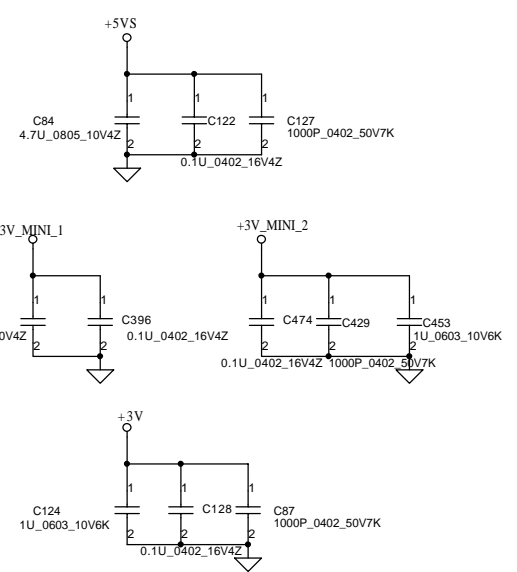 +5VS
1 1 1
C84 C122 C127
4.7U_0805_10V4Z 1000P_0402_50V7K
2 2 2
0.1U_0402_16V4Z
3V_MINI_1 +3V_MINI_2
1 1 1 1 1
C396 C474 C429 C453
0V4Z 0.1U_0402_16V4Z 1U_0603_10V6K
2 2 2 2 2
0.1U_0402_16V4Z 1000P_0402_50V7K
+3V
1 1 1
C124 C128 C87
1U_0603_10V6K 1000P_0402_50V7K
2 2 2
0.1U_0402_16V4Z